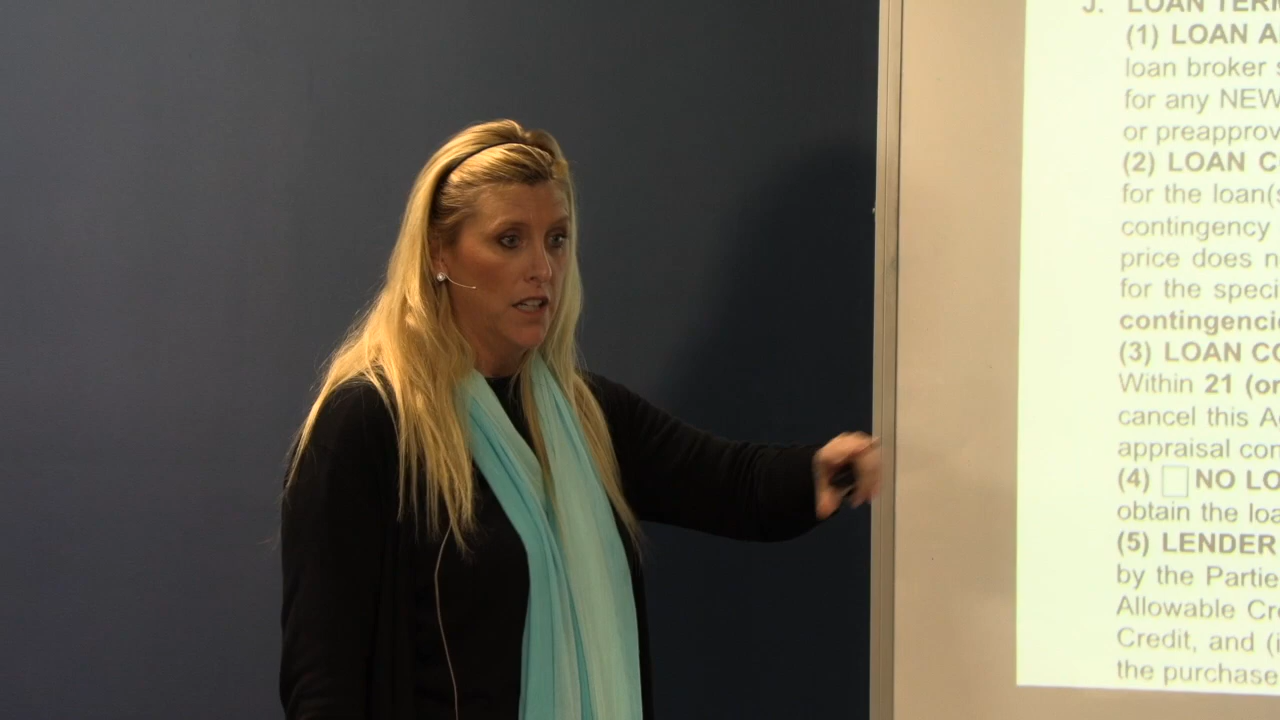 J. LOAN TERM
(1) LOAN A
loan broker s
for any NEW
or preapprov
(2) LOAN C
for the loan(s
contingency
price does n
for the speci
contingenci
(3) LOAN CO
Within 21 (or
cancel this A
appraisal con
(4) NO LO
obtain the loa
(5) LENDER
by the Partie
Allowable Cre
Credit, and (i
the purchase